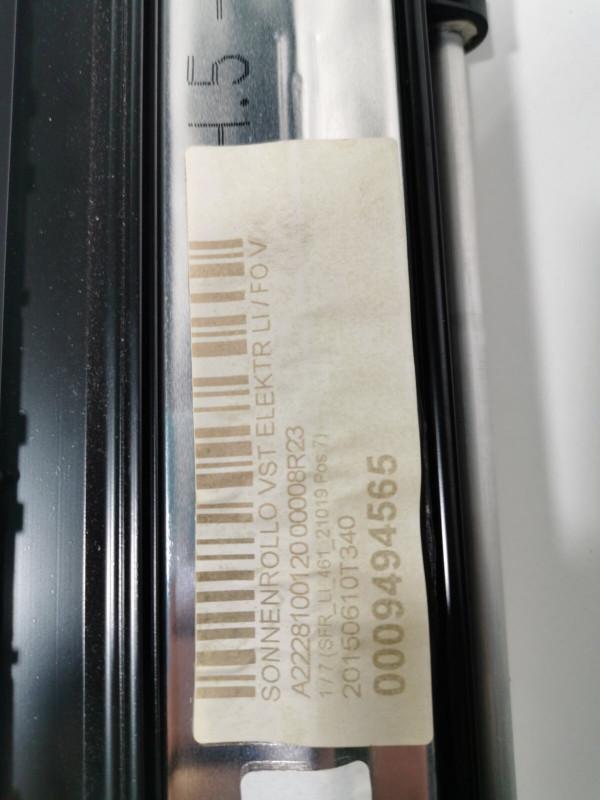 SONNENROLLO VST ELEKTR LI / FO V
A2228100120 00008R23
1 / 7 (SFR_LI_461_21019 Pos.7)
20150610T340
0009494565